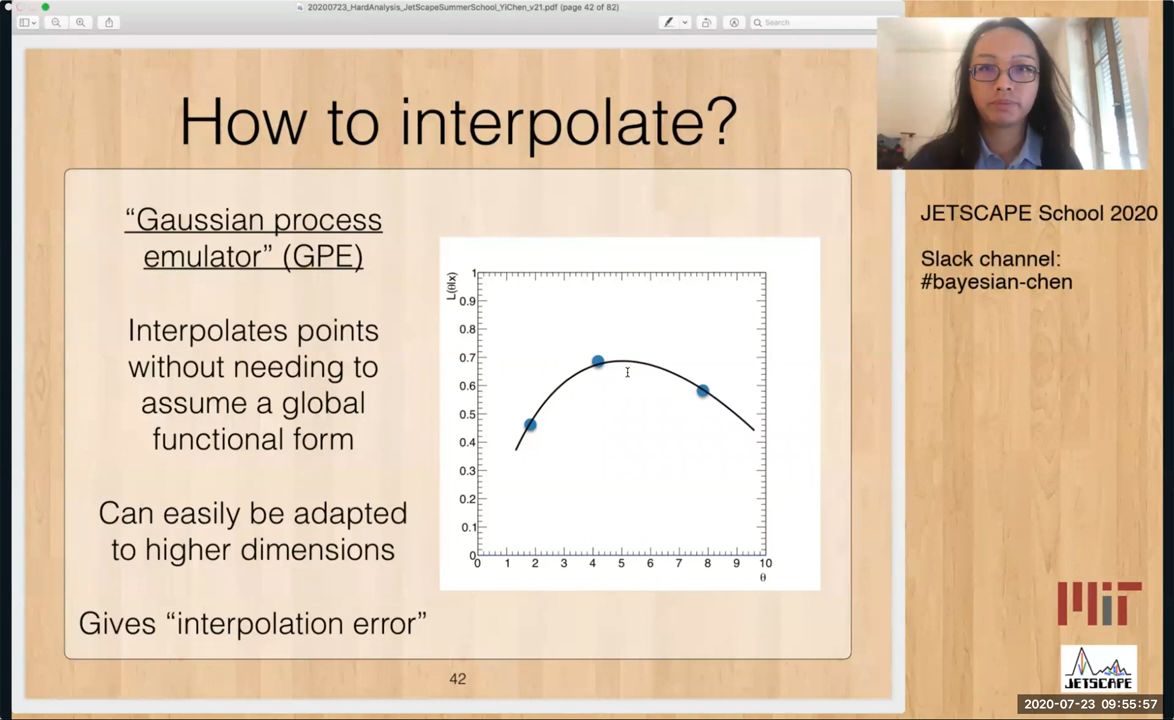 20200723_HardAnalysis_JetScapeSummerSchool_YiChen_v21.pdf (page 42 of 82)
Search
How to interpolate?
“Gaussian process
emulator” (GPE)
Interpolates points
without needing to
assume a global
functional form
Can easily be adapted
to higher dimensions
Gives “interpolation error”
L(θ|x)
1
0.9
0.8
0.7
0.6
0.5
0.4
0.3
0.2
0.1
0
0 1 2 3 4 5 6 7 8 9 10
θ
42
JETSCAPE School 2020
Slack channel:
#bayesian-chen
MIT
JETSCAPE
2020-07-23 09:55:57